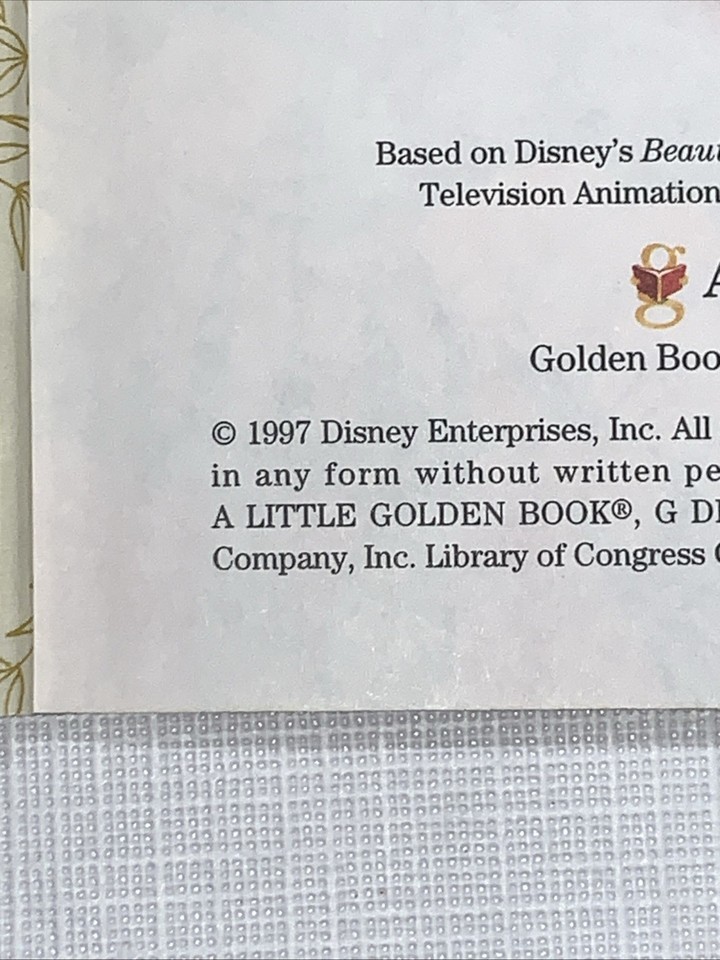 Based on Disney's
Television Animation
g
Golden
© 1997 Disney Enterprises, Inc. All
in any form without written
A LITTLE GOLDEN BOOK®, G
Company, Inc. Library of Congress